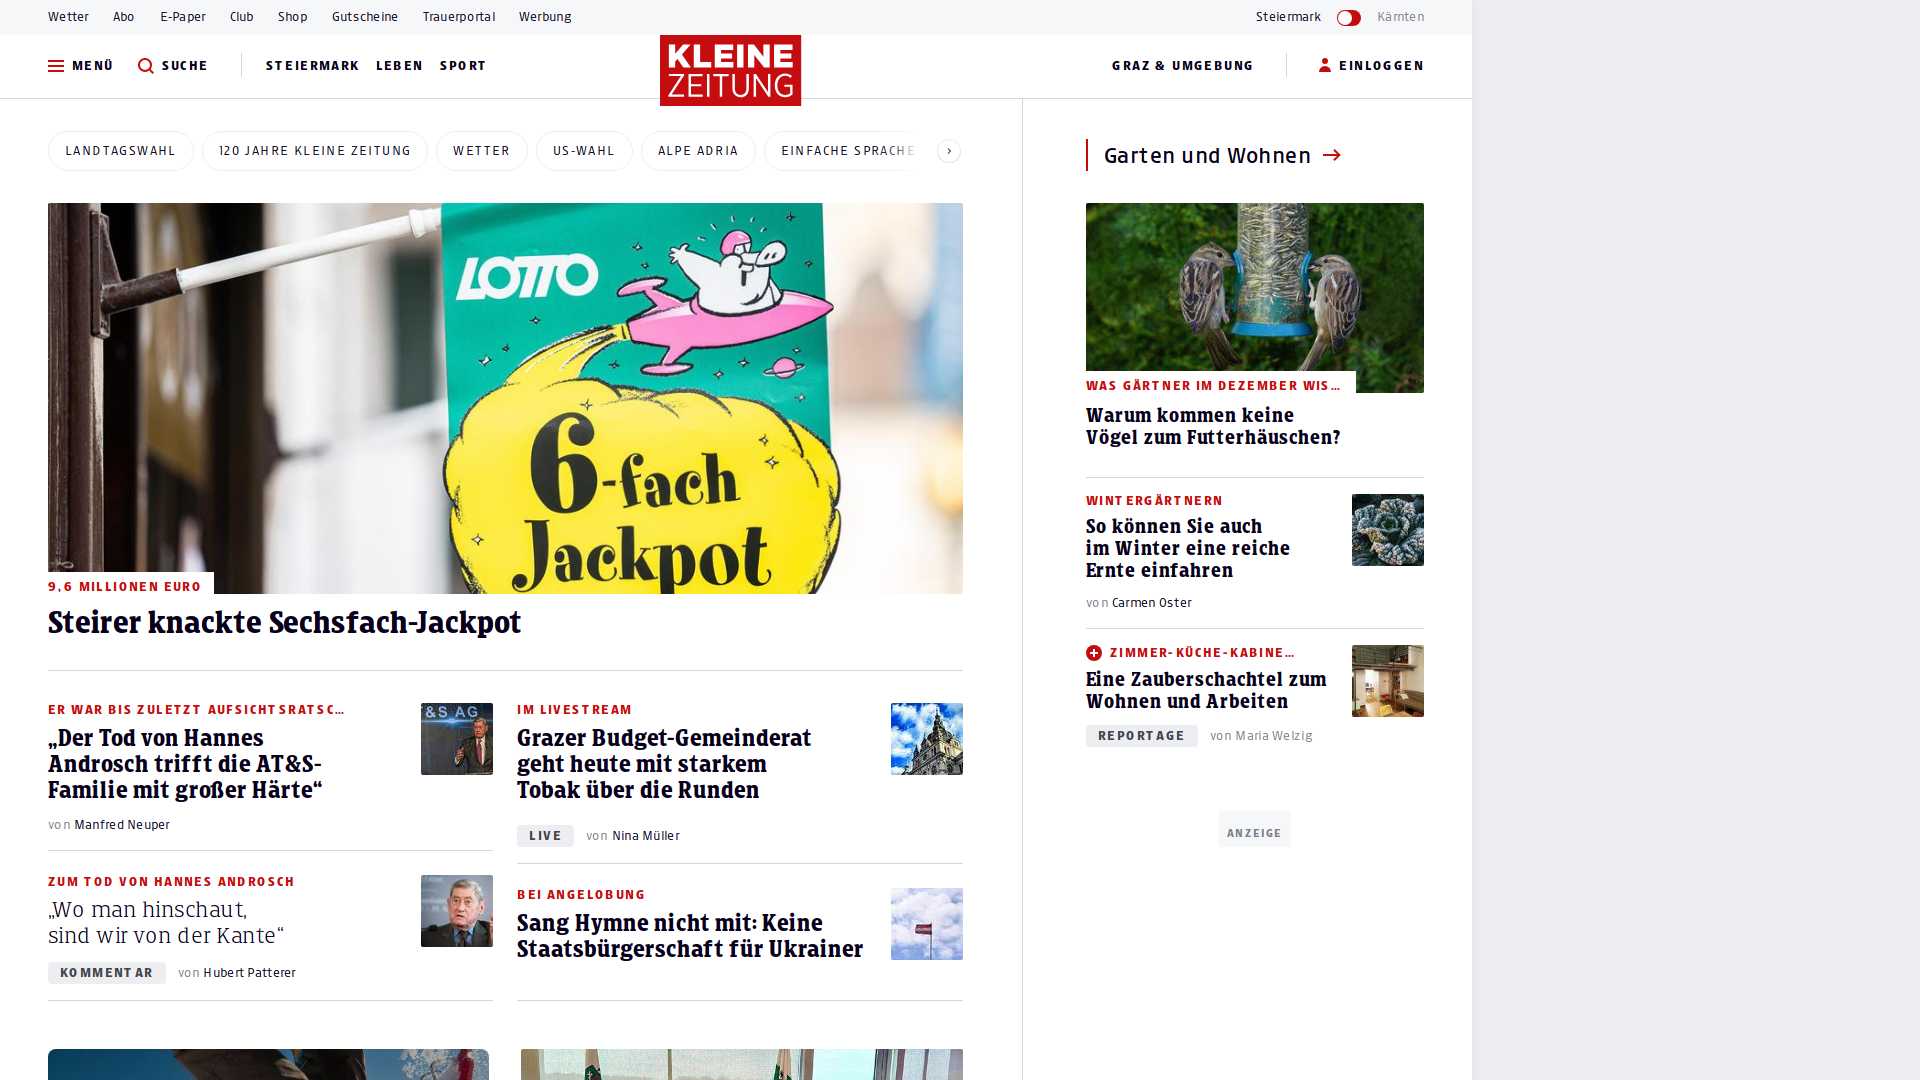 Wetter Abo E-Paper Club Shop Gutscheine Trauerportal Werbung Steiermark Kärnten
MENÜ SUCHE STEIERMARK LEBEN SPORT KLEINE ZEITUNG GRAZ & UMGEBUNG EINLOGGEN
LANDTAGSWAHL 120 JAHRE KLEINE ZEITUNG WETTER US-WAHL ALPE ADRIA EINFACHE SPRACHE
LOTTO
6-fach
Jackpot
9,6 MILLIONEN EURO
Steirer knackte Sechsfach-Jackpot
ER WAR BIS ZULETZT AUFSICHTSRATSC…
„Der Tod von Hannes
Androsch trifft die AT&S-
Familie mit großer Härte“
von Manfred Neuper
T&S AG
ZUM TOD VON HANNES ANDROSCH
„Wo man hinschaut,
sind wir von der Kante“
KOMMENTAR von Hubert Patterer
IM LIVESTREAM
Grazer Budget-Gemeinderat
geht heute mit starkem
Tobak über die Runden
LIVE von Nina Müller
BEI ANGELOBUNG
Sang Hymne nicht mit: Keine
Staatsbürgerschaft für Ukrainer
Garten und Wohnen
WAS GÄRTNER IM DEZEMBER WIS…
Warum kommen keine
Vögel zum Futterhäuschen?
WINTERGÄRTNERN
So können Sie auch
im Winter eine reiche
Ernte einfahren
von Carmen Oster
ZIMMER-KÜCHE-KABINE…
Eine Zauberschachtel zum
Wohnen und Arbeiten
REPORTAGE von Maria Welzig
ANZEIGE